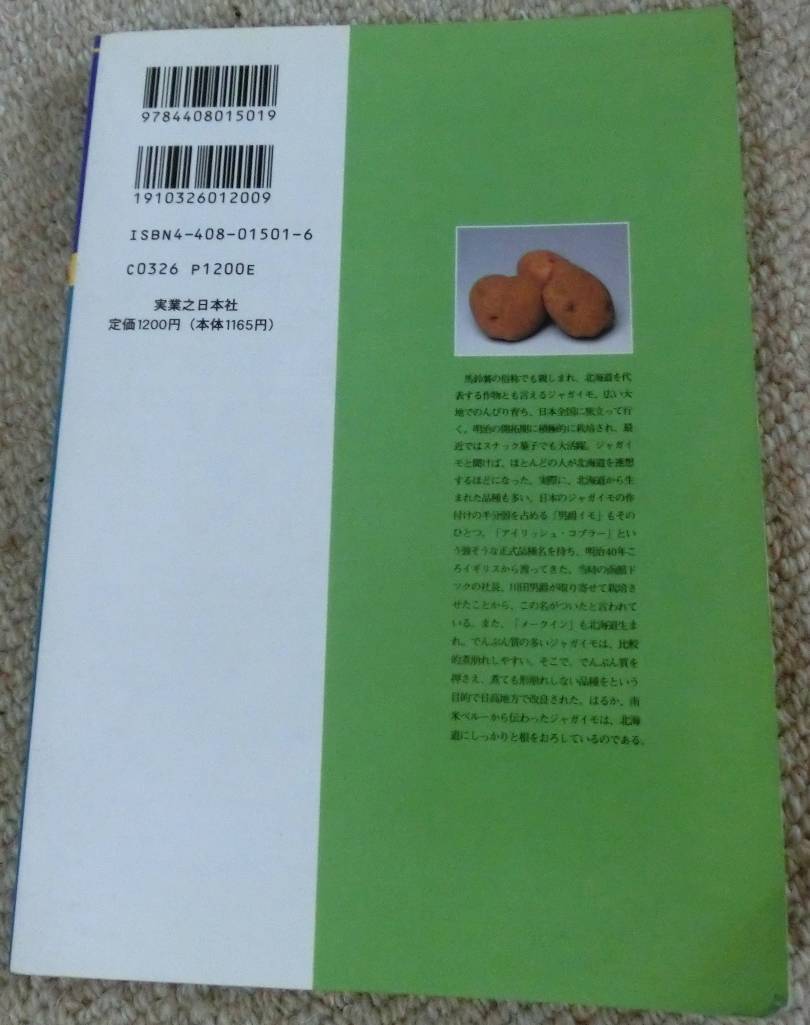 9784408015019
1910326012009
ISBN4-408-01501-6
C0326 P1200E
実業之日本社
定価1200円（本体1165円）
馬鈴薯の俗称でも親しまれ、北海道を代
表する作物とも言えるジャガイモ。広い大
地でのんびり育ち、日本全国に旅立って行
く。明治の開拓期に積極的に栽培され、最
近ではスナック菓子でも大活躍。ジャガイ
モと聞けば、ほとんどの人が北海道を連想
するほどになった。実際に、北海道から生
まれた品種も多い。日本のジャガイモの作
付けの半分弱を占める「男爵イモ」もその
ひとつ。「アイリッシュ・コブラー」とい
う強そうな正式品種名を持ち、明治40年こ
ろイギリスから渡ってきた。当時の函館ド
ックの社長、川田男爵が取り寄せて栽培さ
せたことから、この名がついたと言われて
いる。また、「メークイン」も北海道生ま
れ。でんぷん質の多いジャガイモは、比較
的煮崩れしやすい。そこで、でんぷん質を
押さえ、煮ても形崩れしない品種をという
目的で日高地方で改良された。はるか、南
米ペルーから伝わったジャガイモは、北海
道にしっかりと根をおろしているのである。